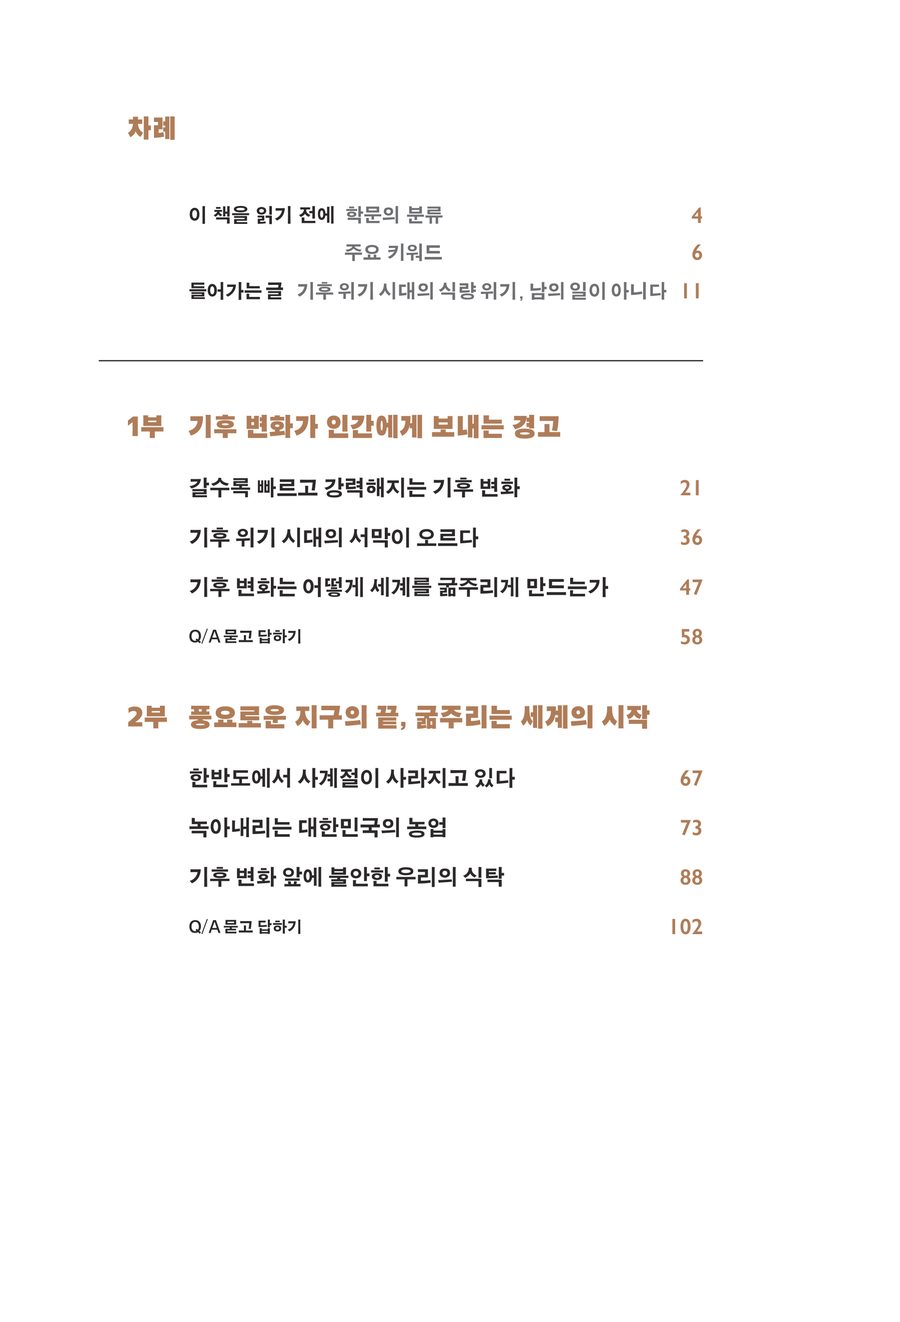 차례
이 책을 읽기 전에 학문의 분류 4
주요 키워드 6
들어가는 글 기후 위기 시대의 식량 위기, 남의 일이 아니다 11
1부 기후 변화가 인간에게 보내는 경고
갈수록 빠르고 강력해지는 기후 변화 21
기후 위기 시대의 서막이 오르다 36
기후 변화는 어떻게 세계를 굶주리게 만드는가 47
Q/A 묻고 답하기 58
2부 풍요로운 지구의 끝, 굶주리는 세계의 시작
한반도에서 사계절이 사라지고 있다 67
녹아내리는 대한민국의 농업 73
기후 변화 앞에 불안한 우리의 식탁 88
Q/A 묻고 답하기 102